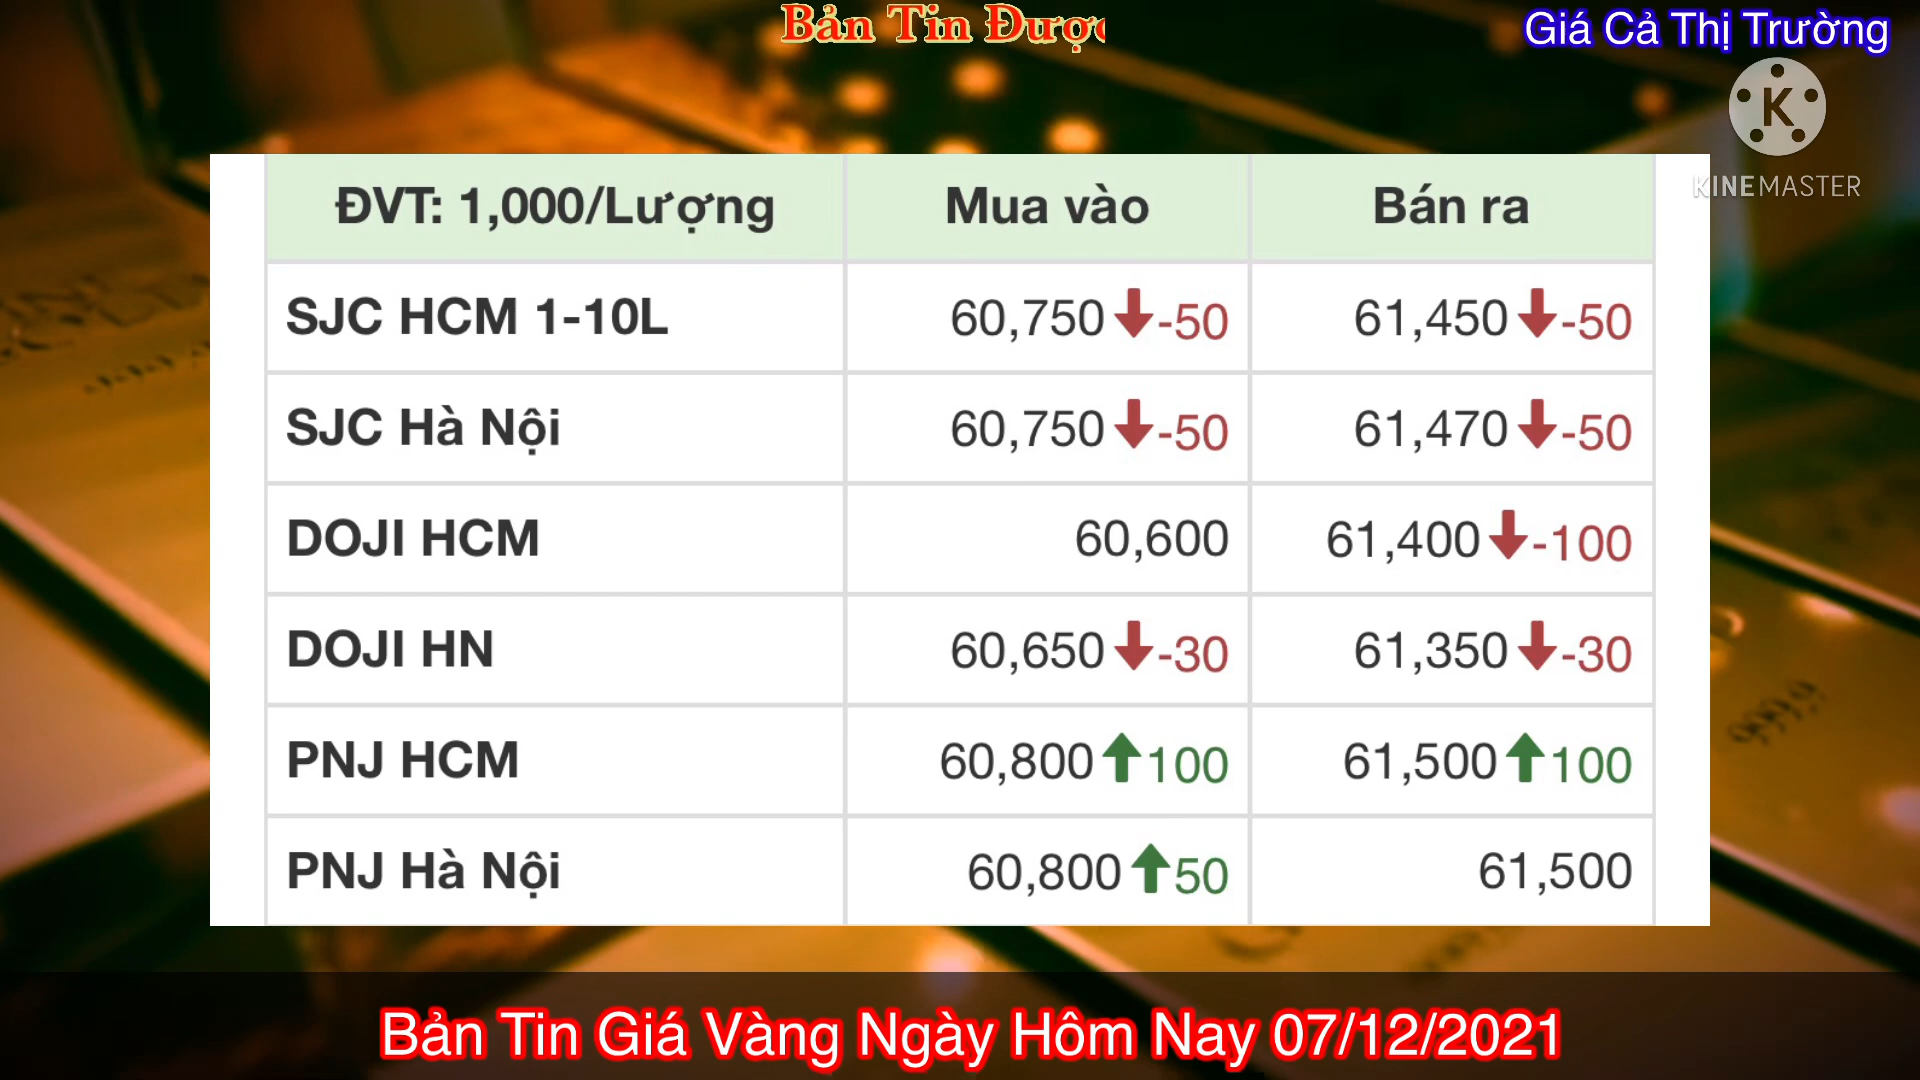 Bản Tin Được
Giá Cả Thị Trường
K
KINEMASTER
ĐVT: 1,000/Lượng Mua vào Bán ra
SJC HCM 1-10L 60,750 -50 61,450 -50
SJC Hà Nội 60,750 -50 61,470 -50
DOJI HCM 60,600 61,400 -100
DOJI HN 60,650 -30 61,350 -30
PNJ HCM 60,800 100 61,500 100
PNJ Hà Nội 60,800 50 61,500
Bản Tin Giá Vàng Ngày Hôm Nay 07/12/2021